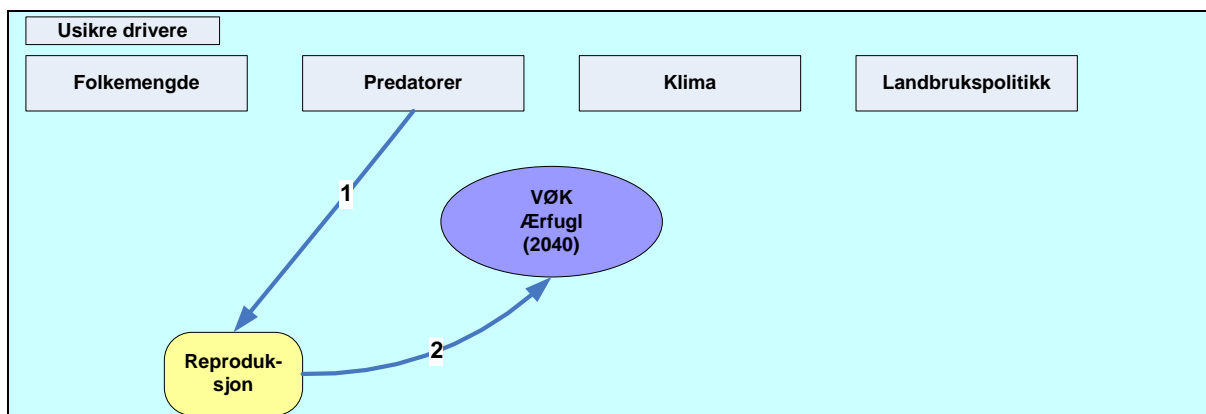 Usikre drivere
Folkemengde
Predatorer
Klima
Landbrukspolitikk
1
VØK
Ærfugl
(2040)
2
Reproduk-
sjon